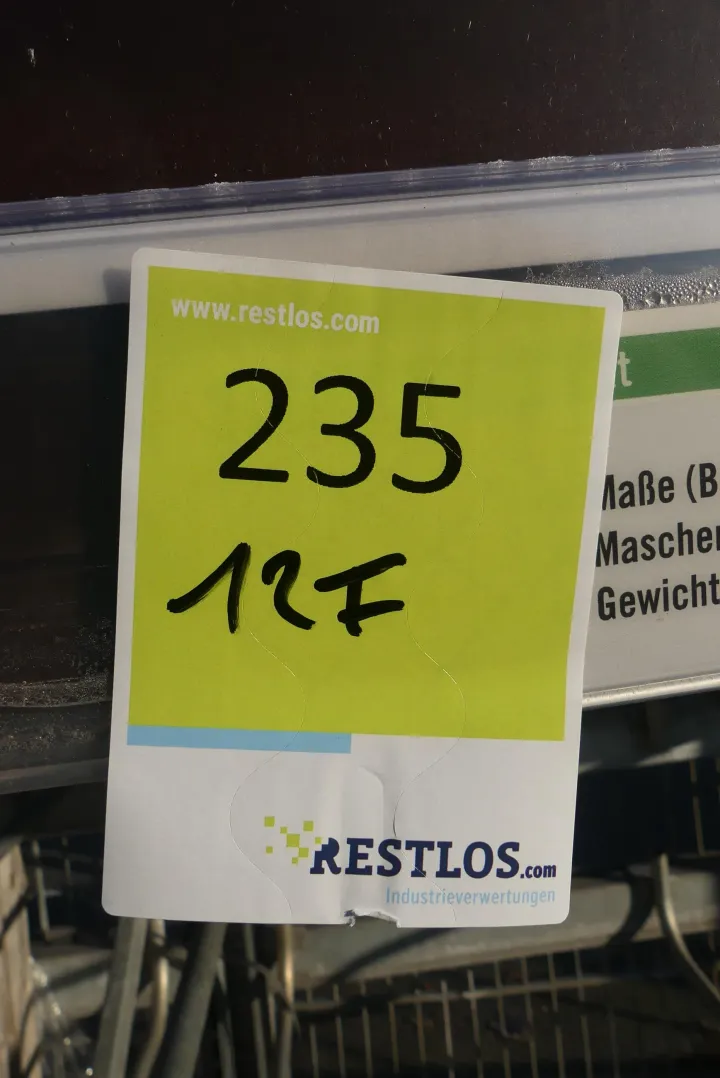 www.restlos.com
235
12F
RESTLOS.com
Industrieverwertungen
t
Maße (B
Maschen
Gewicht